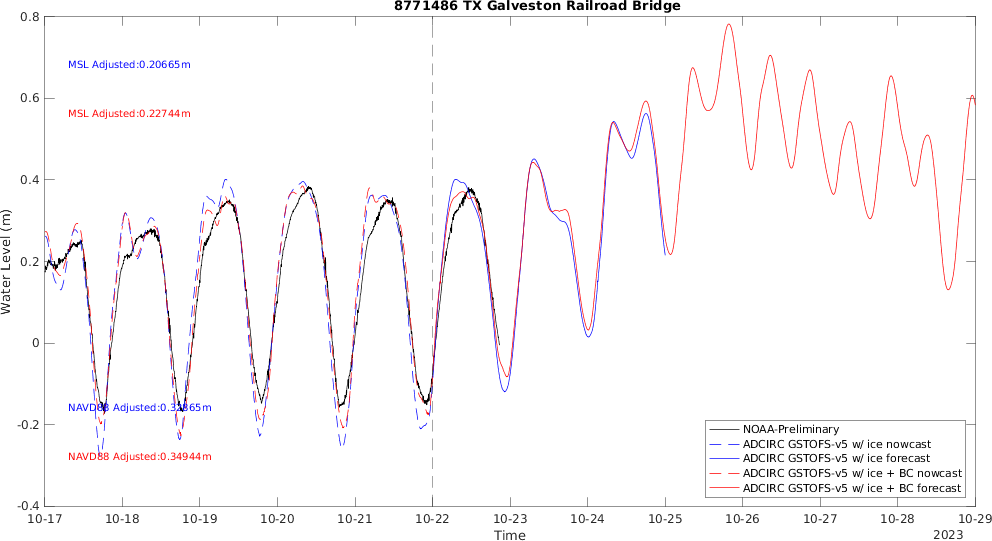 8771486 TX Galveston Railroad Bridge
0.8
0.6
0.4
0.2
0
-0.2
-0.4
Water Level (m)
MSL Adjusted:0.20665m
MSL Adjusted:0.22744m
NAVD88 Adjusted:0.32865m
NAVD88 Adjusted:0.34944m
NOAA-Preliminary
ADCIRC GSTOFS-v5 w/ ice nowcast
ADCIRC GSTOFS-v5 w/ ice forecast
ADCIRC GSTOFS-v5 w/ ice + BC nowcast
ADCIRC GSTOFS-v5 w/ ice + BC forecast
10-17 10-18 10-19 10-20 10-21 10-22 10-23 10-24 10-25 10-26 10-27 10-28 10-29
Time
2023